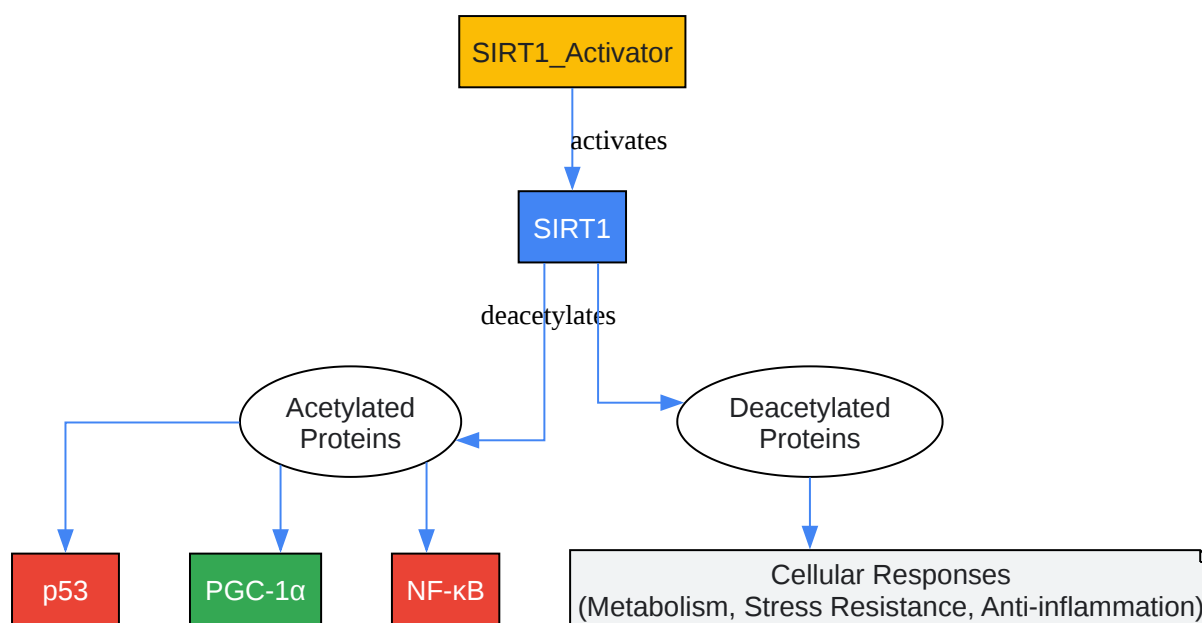 SIRT1_Activator
activates
SIRT1
deacetylates
Acetylated
Proteins
Deacetylated
Proteins
p53
PGC-1α
NF-κB
Cellular Responses
(Metabolism, Stress Resistance, Anti-inflammation)